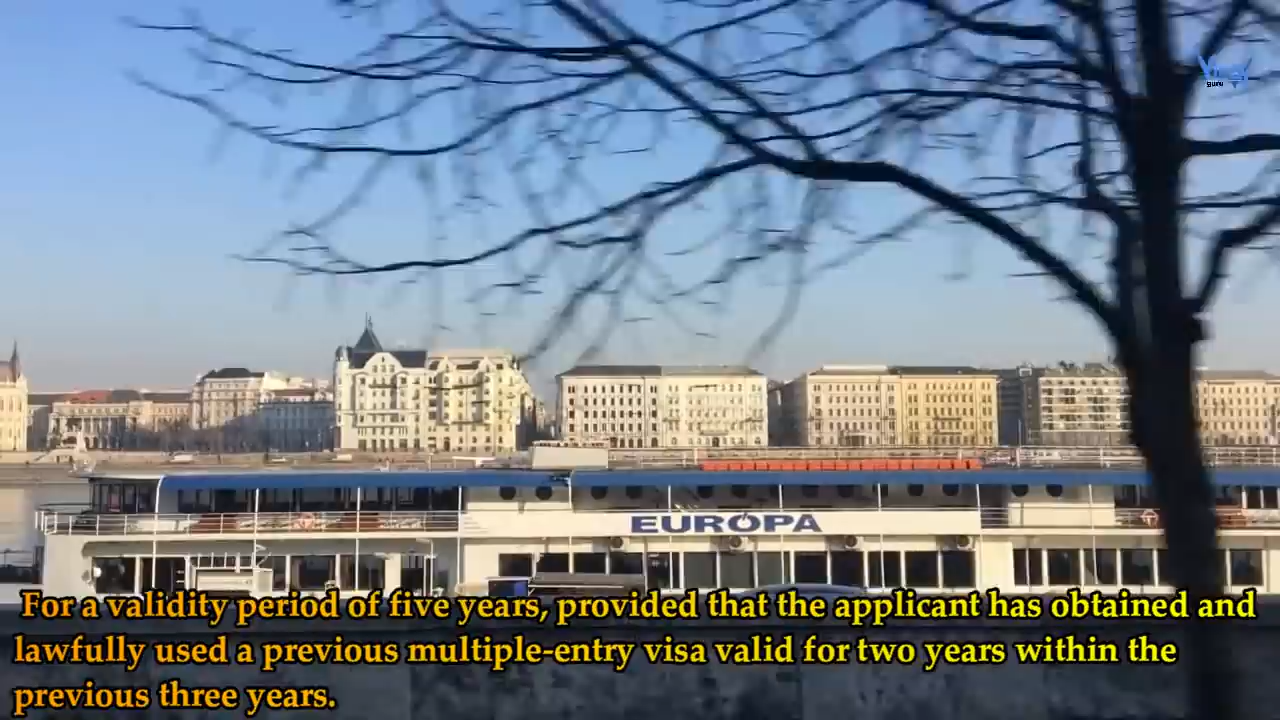 EURÓPA
For a validity period of five years, provided that the applicant has obtained and
lawfully used a previous multiple-entry visa valid for two years within the
previous three years.